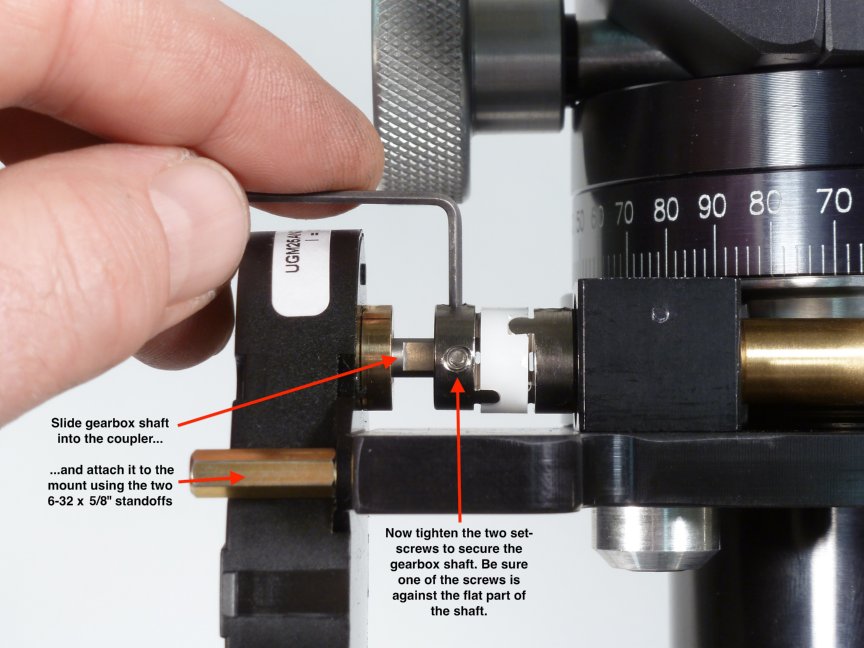 UGM26A
50 60 70 80 90 80 70
Slide gearbox shaft
into the coupler...
...and attach it to the
mount using the two
6-32 x 5/8" standoffs
Now tighten the two set-
screws to secure the
gearbox shaft. Be sure
one of the screws is
against the flat part of
the shaft.